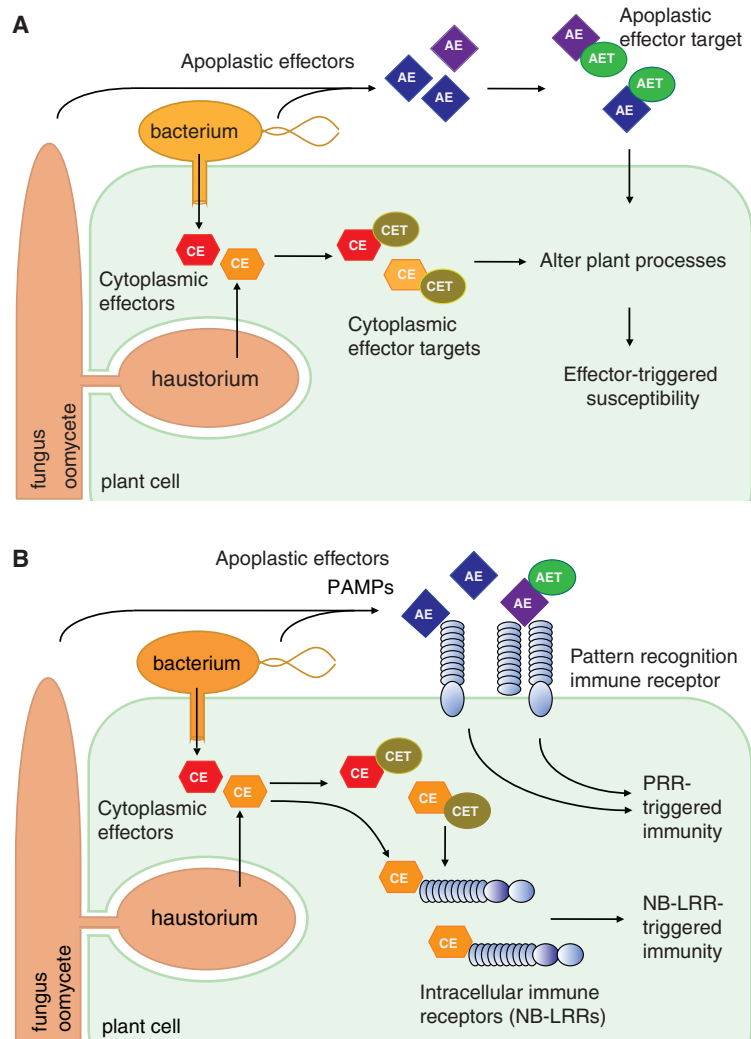 A
Apoplastic effectors
AE
AE
AE
Apoplastic
effector target
AE
AET
AET
AE
bacterium
CE
CE
Cytoplasmic
effectors
CE
CET
CE
CET
Cytoplasmic
effector targets
Alter plant processes
Effector-triggered
susceptibility
haustorium
fungus
oomycete
plant cell
B
Apoplastic effectors
PAMPs
AE
AE
AE
AET
Pattern recognition
immune receptor
bacterium
CE
CE
Cytoplasmic
effectors
CE
CET
CE
CET
CE
CE
PRR-
triggered
immunity
NB-LRR-
triggered
immunity
Intracellular immune
receptors (NB-LRRs)
haustorium
fungus
oomycete
plant cell